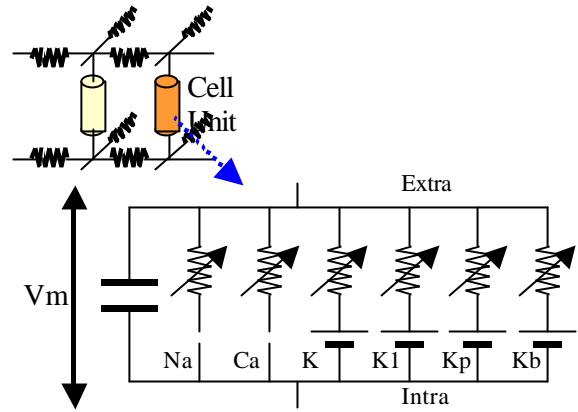 Cell
Unit
Extra
Vm
Na Ca K K1 Kp Kb
Intra